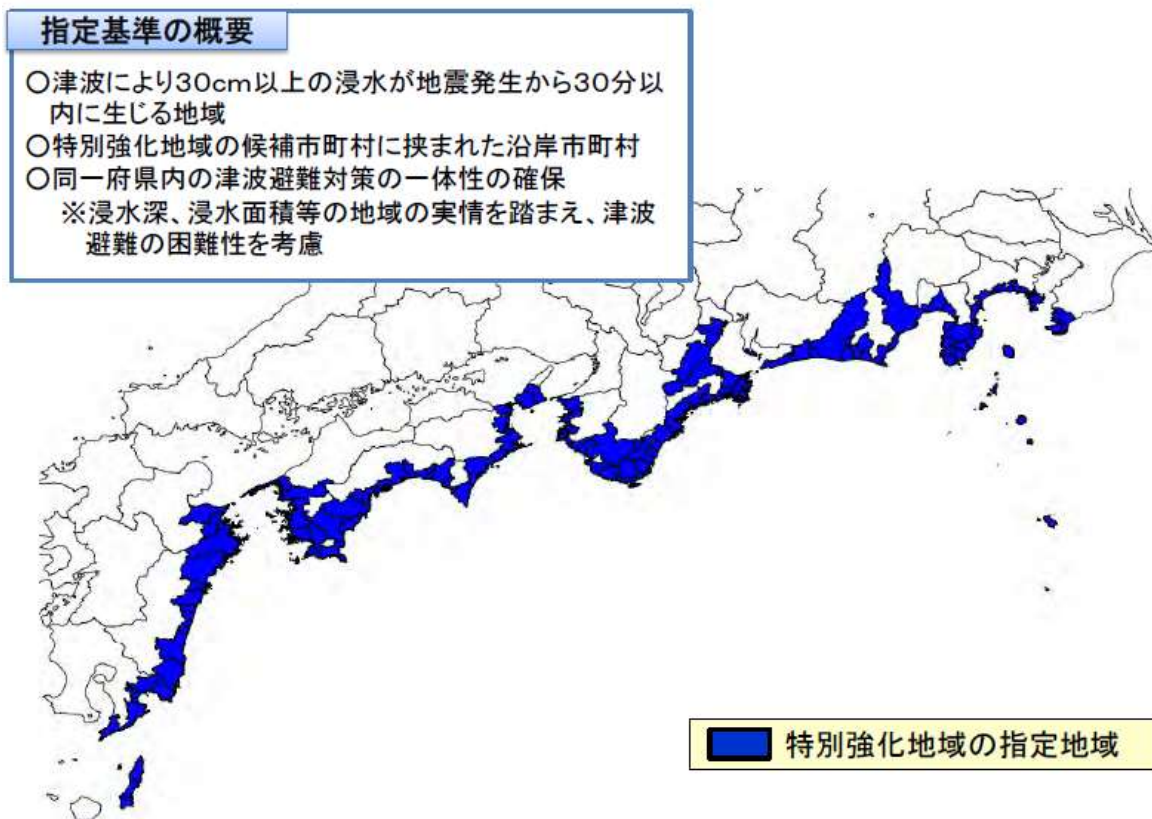 指定基準の概要
○津波により30cm以上の浸水が地震発生から30分以
内に生じる地域
○特別強化地域の候補市町村に挟まれた沿岸市町村
○同一府県内の津波避難対策の一体性の確保
※浸水深、浸水面積等の地域の実情を踏まえ、津波
避難の困難性を考慮
特別強化地域の指定地域